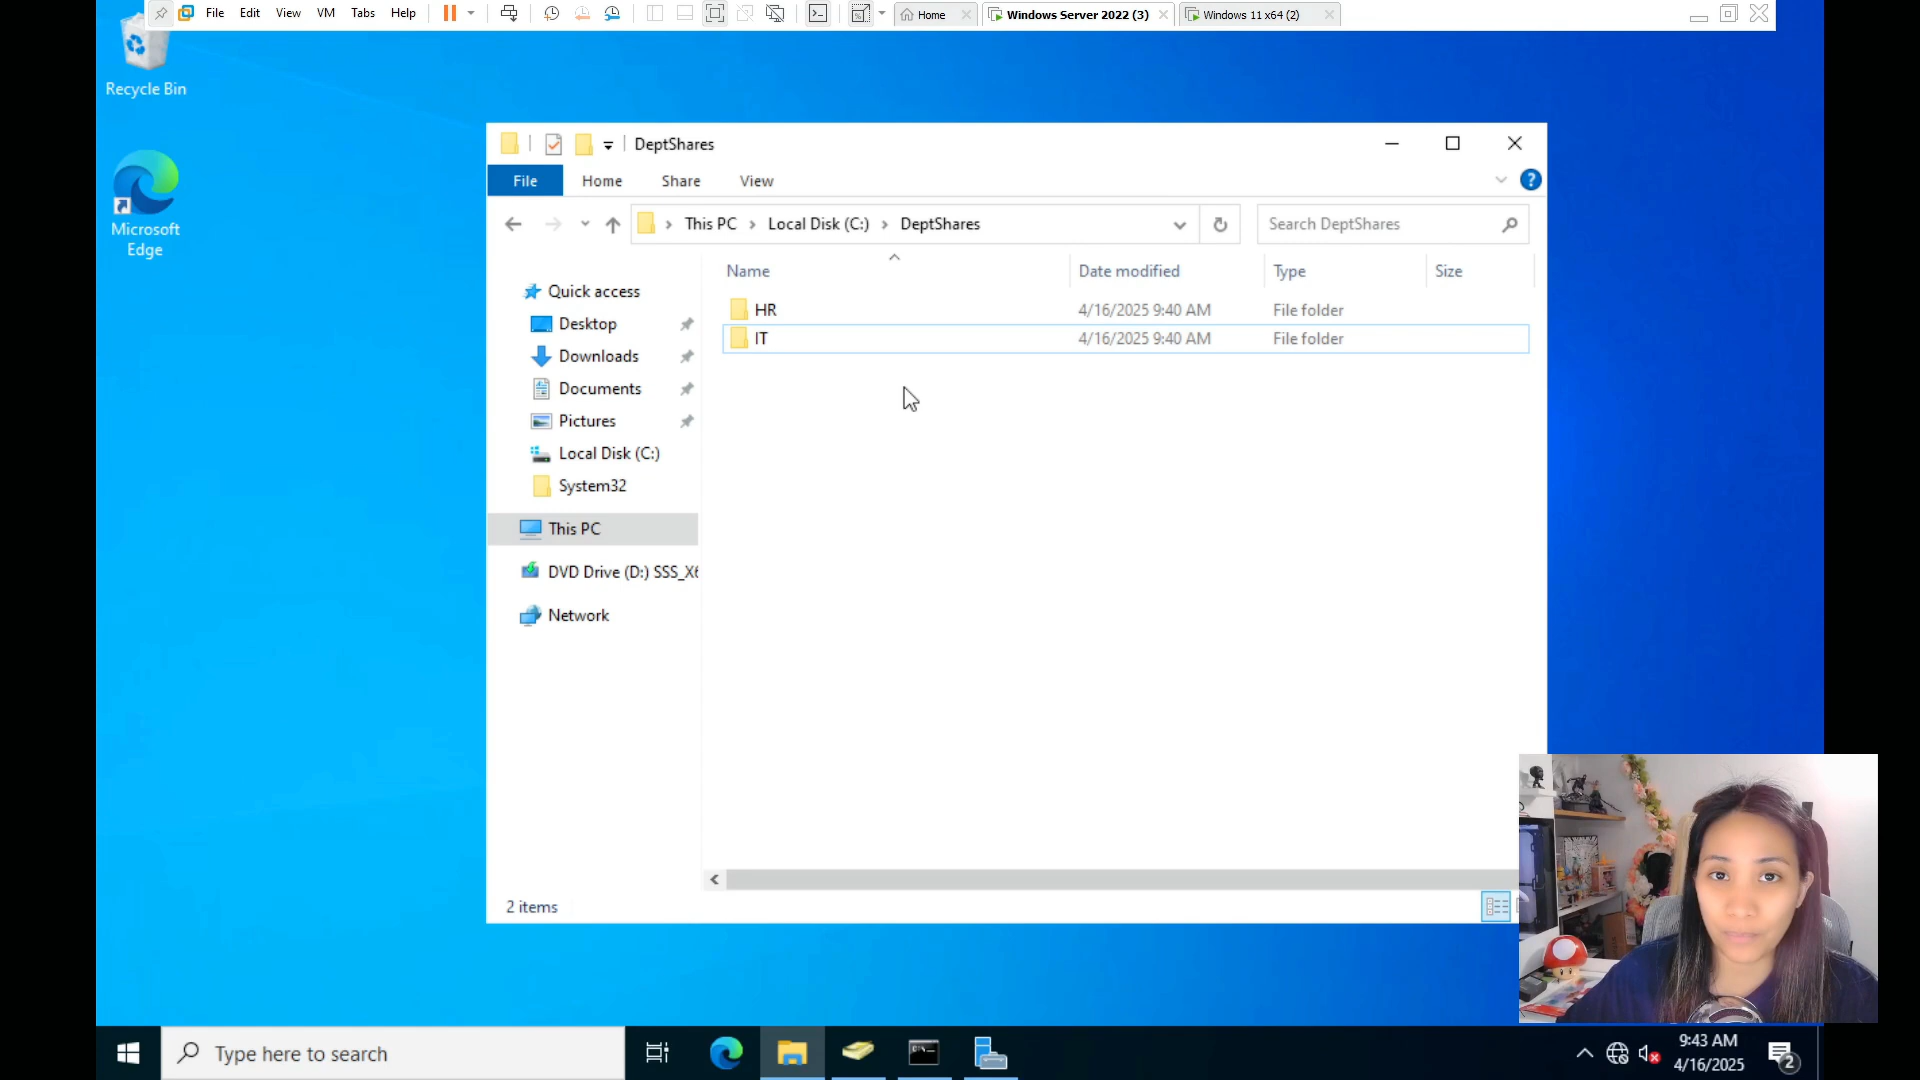 File Edit View VM Tabs Help
Home
Windows Server 2022 (3)
Windows 11 x64 (2)
Recycle Bin
Microsoft
Edge
DeptShares
File Home Share View
This PC Local Disk (C:) DeptShares
Search DeptShares
Name Date modified Type Size
HR 4/16/2025 9:40 AM File folder
IT 4/16/2025 9:40 AM File folder
Quick access
Desktop
Downloads
Documents
Pictures
Local Disk (C:)
System32
This PC
DVD Drive (D:) SSS_X6
Network
2 items
Type here to search
9:43 AM
4/16/2025
2